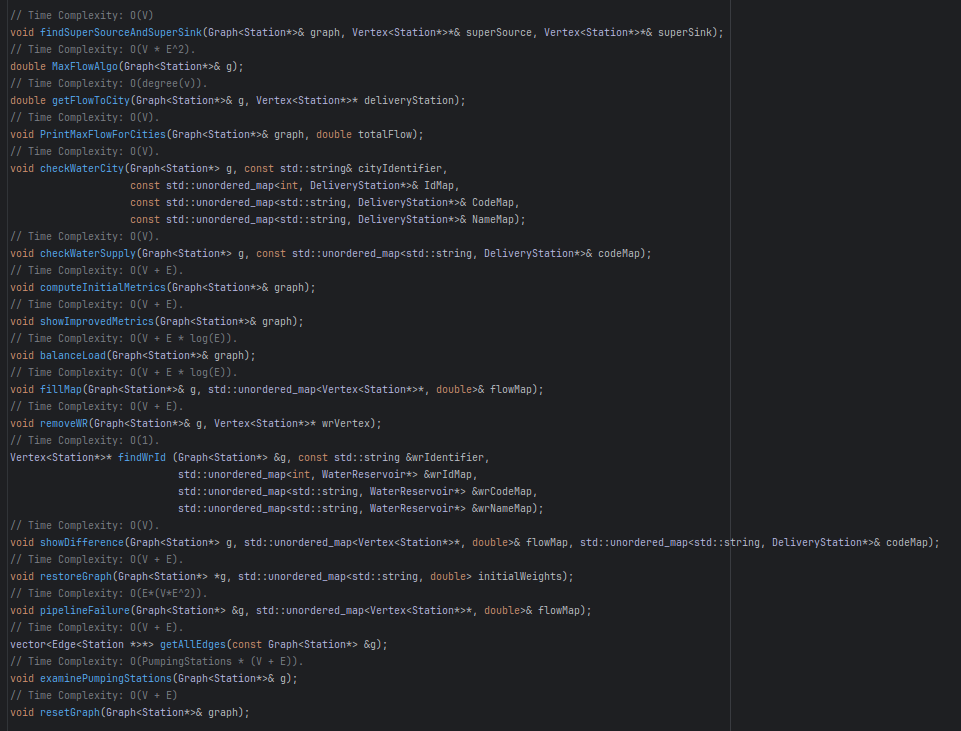 // Time Complexity: O(V)
void findSuperSourceAndSuperSink(Graph<Station*>& graph, Vertex<Station*>*& superSource, Vertex<Station*>*& superSink);
// Time Complexity: O(V * E^2).
double MaxFlowAlgo(Graph<Station*>& g);
// Time Complexity: O(degree(v)).
double getFlowToCity(Graph<Station*>& g, Vertex<Station*>* deliveryStation);
// Time Complexity: O(V).
void PrintMaxFlowForCities(Graph<Station*>& graph, double totalFlow);
// Time Complexity: O(V).
void checkWaterCity(Graph<Station*> g, const std::string& cityIdentifier,
const std::unordered_map<int, DeliveryStation*>& IdMap,
const std::unordered_map<std::string, DeliveryStation*>& CodeMap,
const std::unordered_map<std::string, DeliveryStation*>& NameMap);
// Time Complexity: O(V).
void checkWaterSupply(Graph<Station*> g, const std::unordered_map<std::string, DeliveryStation*>& codeMap);
// Time Complexity: O(V + E).
void computeInitialMetrics(Graph<Station*>& graph);
// Time Complexity: O(V + E).
void showImprovedMetrics(Graph<Station*>& graph);
// Time Complexity: O(V + E * log(E)).
void balanceLoad(Graph<Station*>& graph);
// Time Complexity: O(V + E * log(E)).
void fillMap(Graph<Station*>& g, std::unordered_map<Vertex<Station*>*, double>& flowMap);
// Time Complexity: O(V + E).
void removeWR(Graph<Station*>& g, Vertex<Station*>* wrVertex);
// Time Complexity: O(1).
Vertex<Station*>* findWrId (Graph<Station*> &g, const std::string &wrIdentifier,
std::unordered_map<int, WaterReservoir*> &wrIdMap,
std::unordered_map<std::string, WaterReservoir*> &wrCodeMap,
std::unordered_map<std::string, WaterReservoir*> &wrNameMap);
// Time Complexity: O(V).
void showDifference(Graph<Station*> g, std::unordered_map<Vertex<Station*>*, double>& flowMap, std::unordered_map<std::string, DeliveryStation*>& codeMap);
// Time Complexity: O(V + E).
void restoreGraph(Graph<Station*> *g, std::unordered_map<std::string, double> initialWeights);
// Time Complexity: O(E*(V*E^2)).
void pipelineFailure(Graph<Station*> &g, std::unordered_map<Vertex<Station*>*, double>& flowMap);
// Time Complexity: O(V + E).
vector<Edge<Station *>*> getAllEdges(const Graph<Station*> &g);
// Time Complexity: O(PumpingStations * (V + E)).
void examinePumpingStations(Graph<Station*>& g);
// Time Complexity: O(V + E)
void resetGraph(Graph<Station*>& graph);